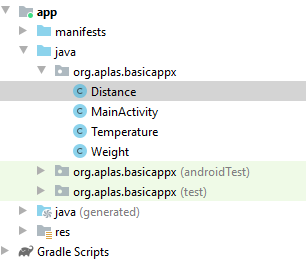 app
manifests
java
org.aplas.basicappx
Distance
MainActivity
Temperature
Weight
org.aplas.basicappx (androidTest)
org.aplas.basicappx (test)
java (generated)
res
Gradle Scripts